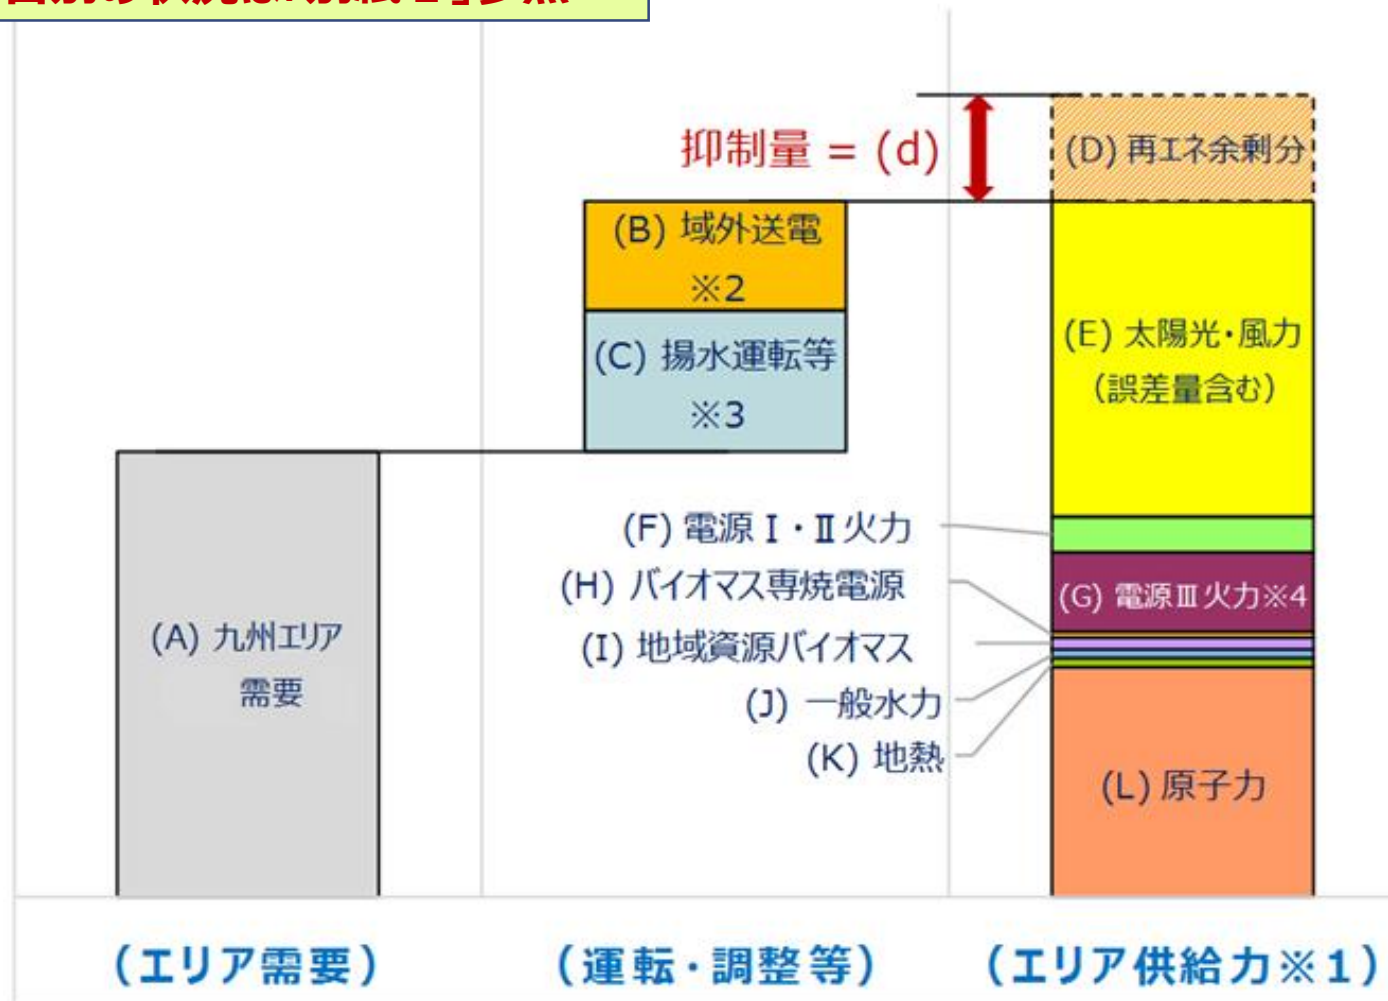 抑制量 = (d)
(D) 再エネ余剰分
(B) 域外送電
※2
(C) 揚水運転等
※3
(E) 太陽光・風力
（誤差量含む）
(F) 電源Ⅰ・Ⅱ火力
(G) 電源Ⅲ火力※4
(H) バイオマス専焼電源
(I) 地域資源バイオマス
(J) 一般水力
(K) 地熱
(L) 原子力
(A) 九州エリア
需要
（エリア需要）
（運転・調整等）
（エリア供給力※１）